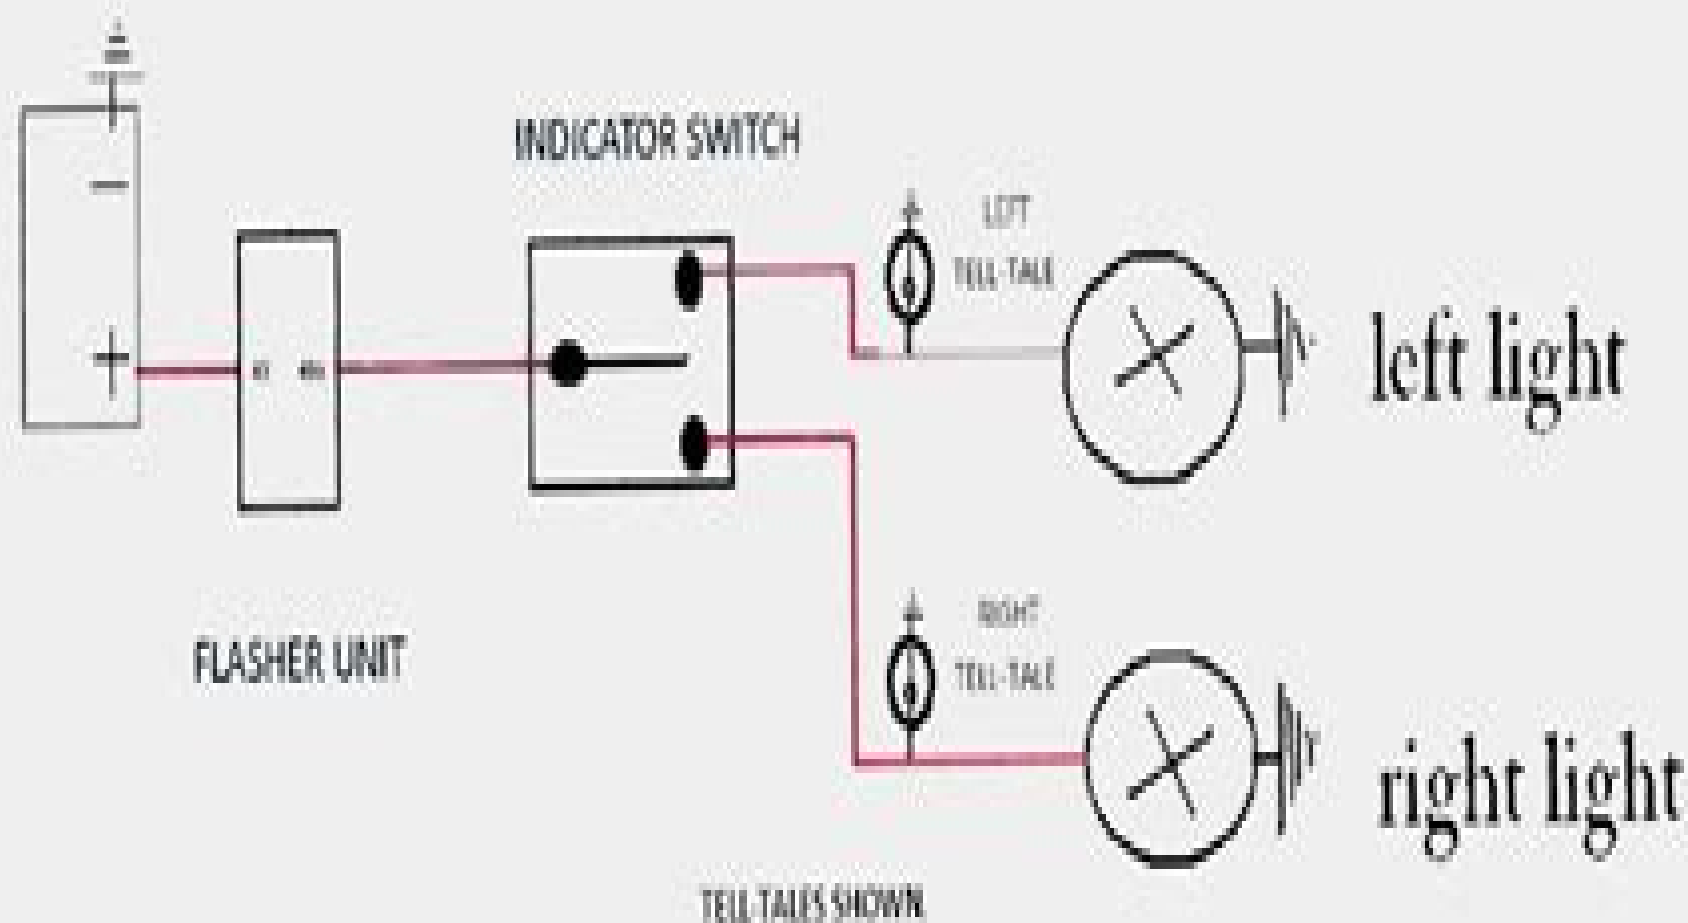 INDICATOR SWITCH
LEFT
TELL-TALE
left light
FLASHER UNIT
RIGHT
TELL-TALE
right light
TELL TALES SHOWN